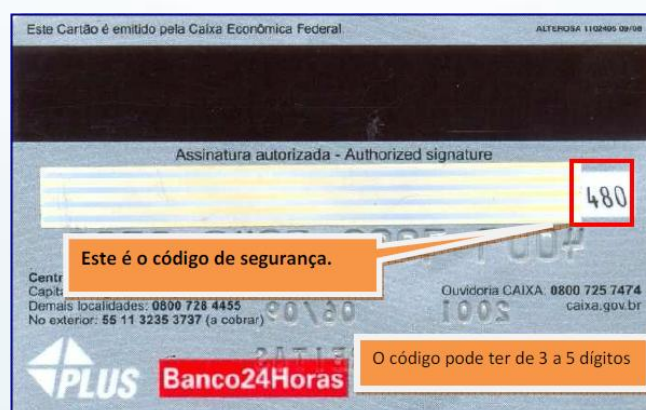 Este Cartão é emitido pela Caixa Econômica Federal
ALTEROSA 1102405 09/08
Assinatura autorizada - Authorized signature
480
Este é o código de segurança.
Demais localidades: 0800 728 4455
No exterior: 55 11 3235 3737 (a cobrar)
Ouvidoria CAIXA: 0800 725 7474
caixa.gov.br
O código pode ter de 3 a 5 dígitos
PLUS
Banco24Horas